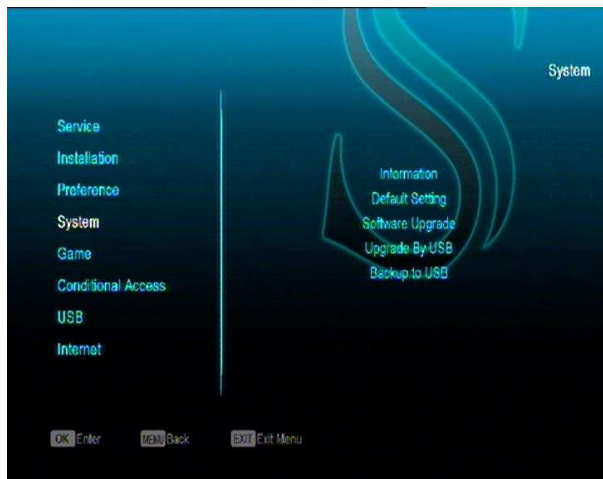 System
Service
Installation
Preference
System
Game
Conditional Access
USB
Internet
Information
Default Setting
Software Upgrade
Upgrade By USB
Backup to USB
OK Enter
MENU Back
EXIT Exit Menu